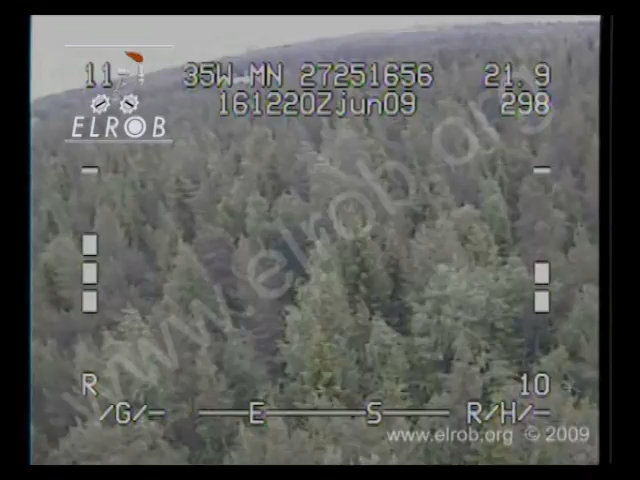 11 35W MN 27251656 21.9
161220Zjun09 298
ELROB
www.elrob.org
R 10
/G/– E S R/H/–
www.elrob.org © 2009